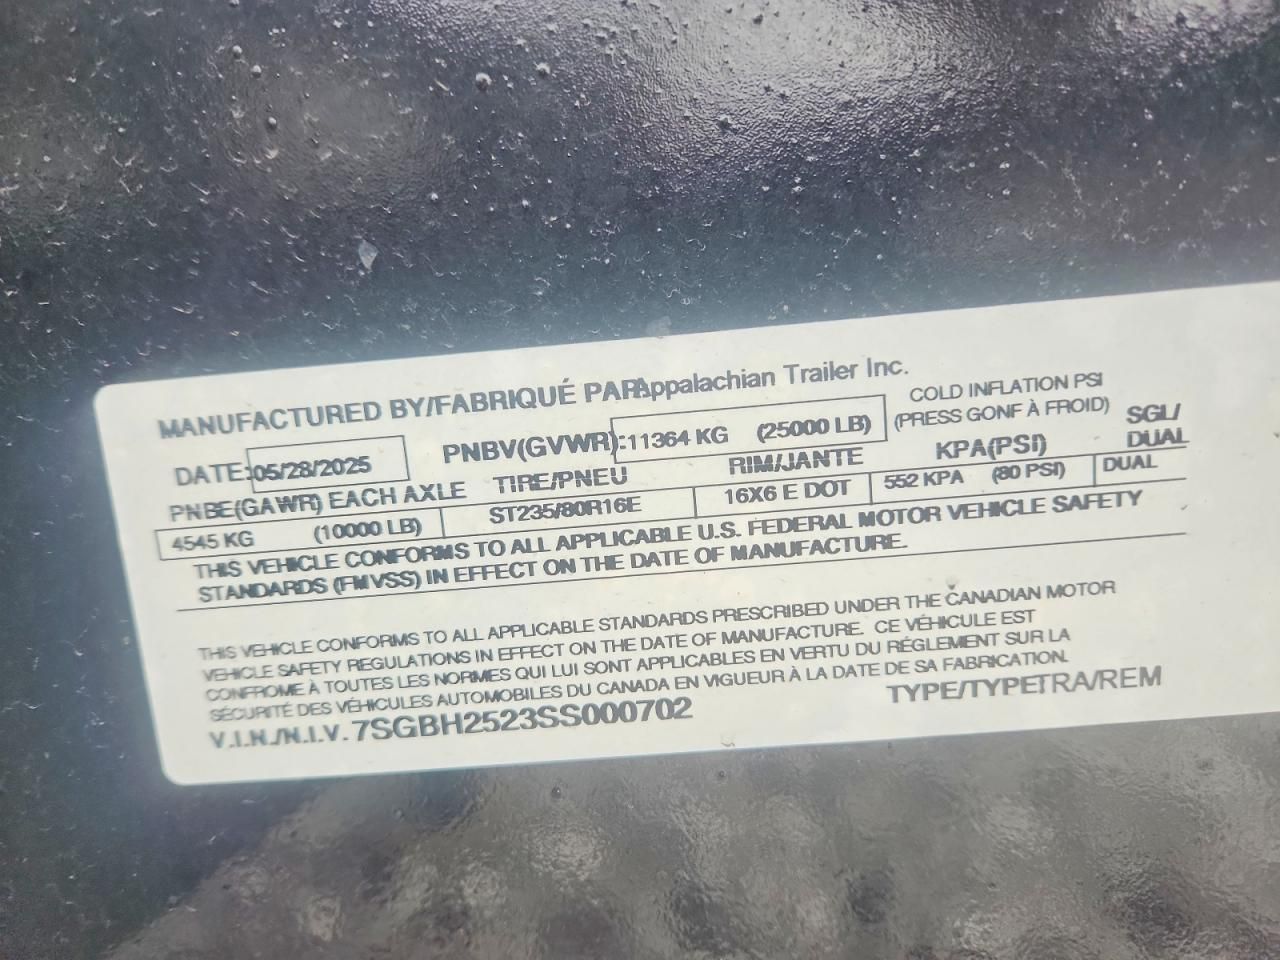 MANUFACTURED BY/FABRIQUÉ PAR Appalachian Trailer Inc.
DATE: 05/28/2025 PNBV(GVWR): 11364 KG (25000 LB) COLD INFLATION PSI
(PRESS GONF À FROID)
PNBE(GAWR) EACH AXLE TIRE/PNEU RIM/JANTE KPA(PSI) SGL/
DUAL
4545 KG (10000 LB) ST235/80R16E 16X6 E DOT 552 KPA (80 PSI) DUAL
THIS VEHICLE CONFORMS TO ALL APPLICABLE U.S. FEDERAL MOTOR VEHICLE SAFETY
STANDARDS (FMVSS) IN EFFECT ON THE DATE OF MANUFACTURE.
THIS VEHICLE CONFORMS TO ALL APPLICABLE STANDARDS PRESCRIBED UNDER THE CANADIAN MOTOR
VEHICLE SAFETY REGULATIONS IN EFFECT ON THE DATE OF MANUFACTURE. CE VÉHICULE EST
CONFROME À TOUTES LES NORMES QUI LUI SONT APPLICABLES EN VERTU DU RÉGLEMENT SUR LA
SÉCURITÉ DES VÉHICULES AUTOMOBILES DU CANADA EN VIGUEUR À LA DATE DE SA FABRICATION.
V.I.N./N.I.V. 7SGBH2523SS000702 TYPE/TYPE TRA/REM